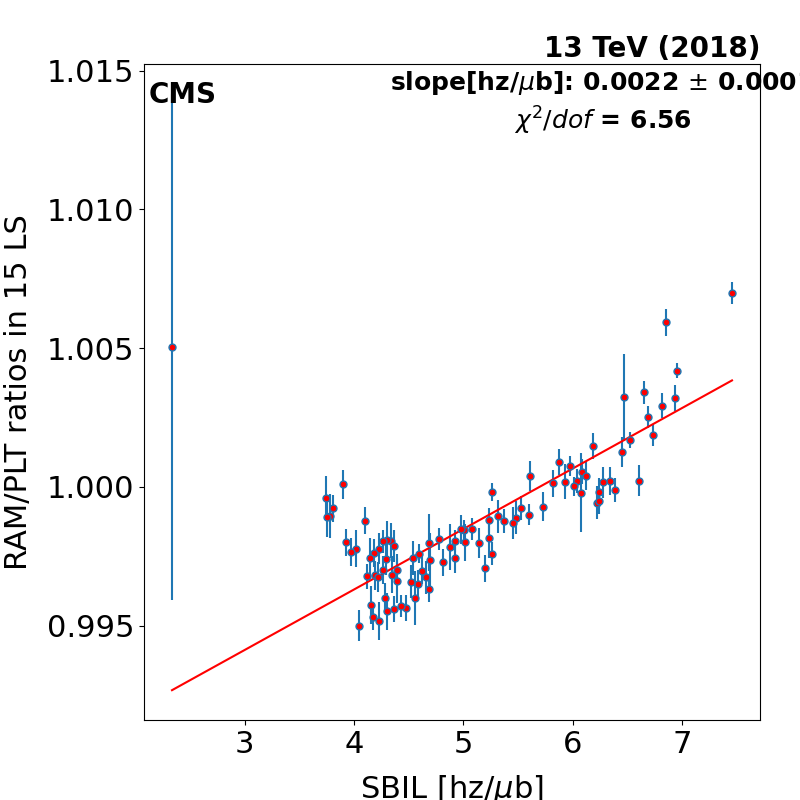 13 TeV (2018)
CMS
slope[hz/μb]: 0.0022 ± 0.000
χ²/dof = 6.56
RAM/PLT ratios in 15 LS
1.015
1.010
1.005
1.000
0.995
3 4 5 6 7
SBIL [hz/μb]